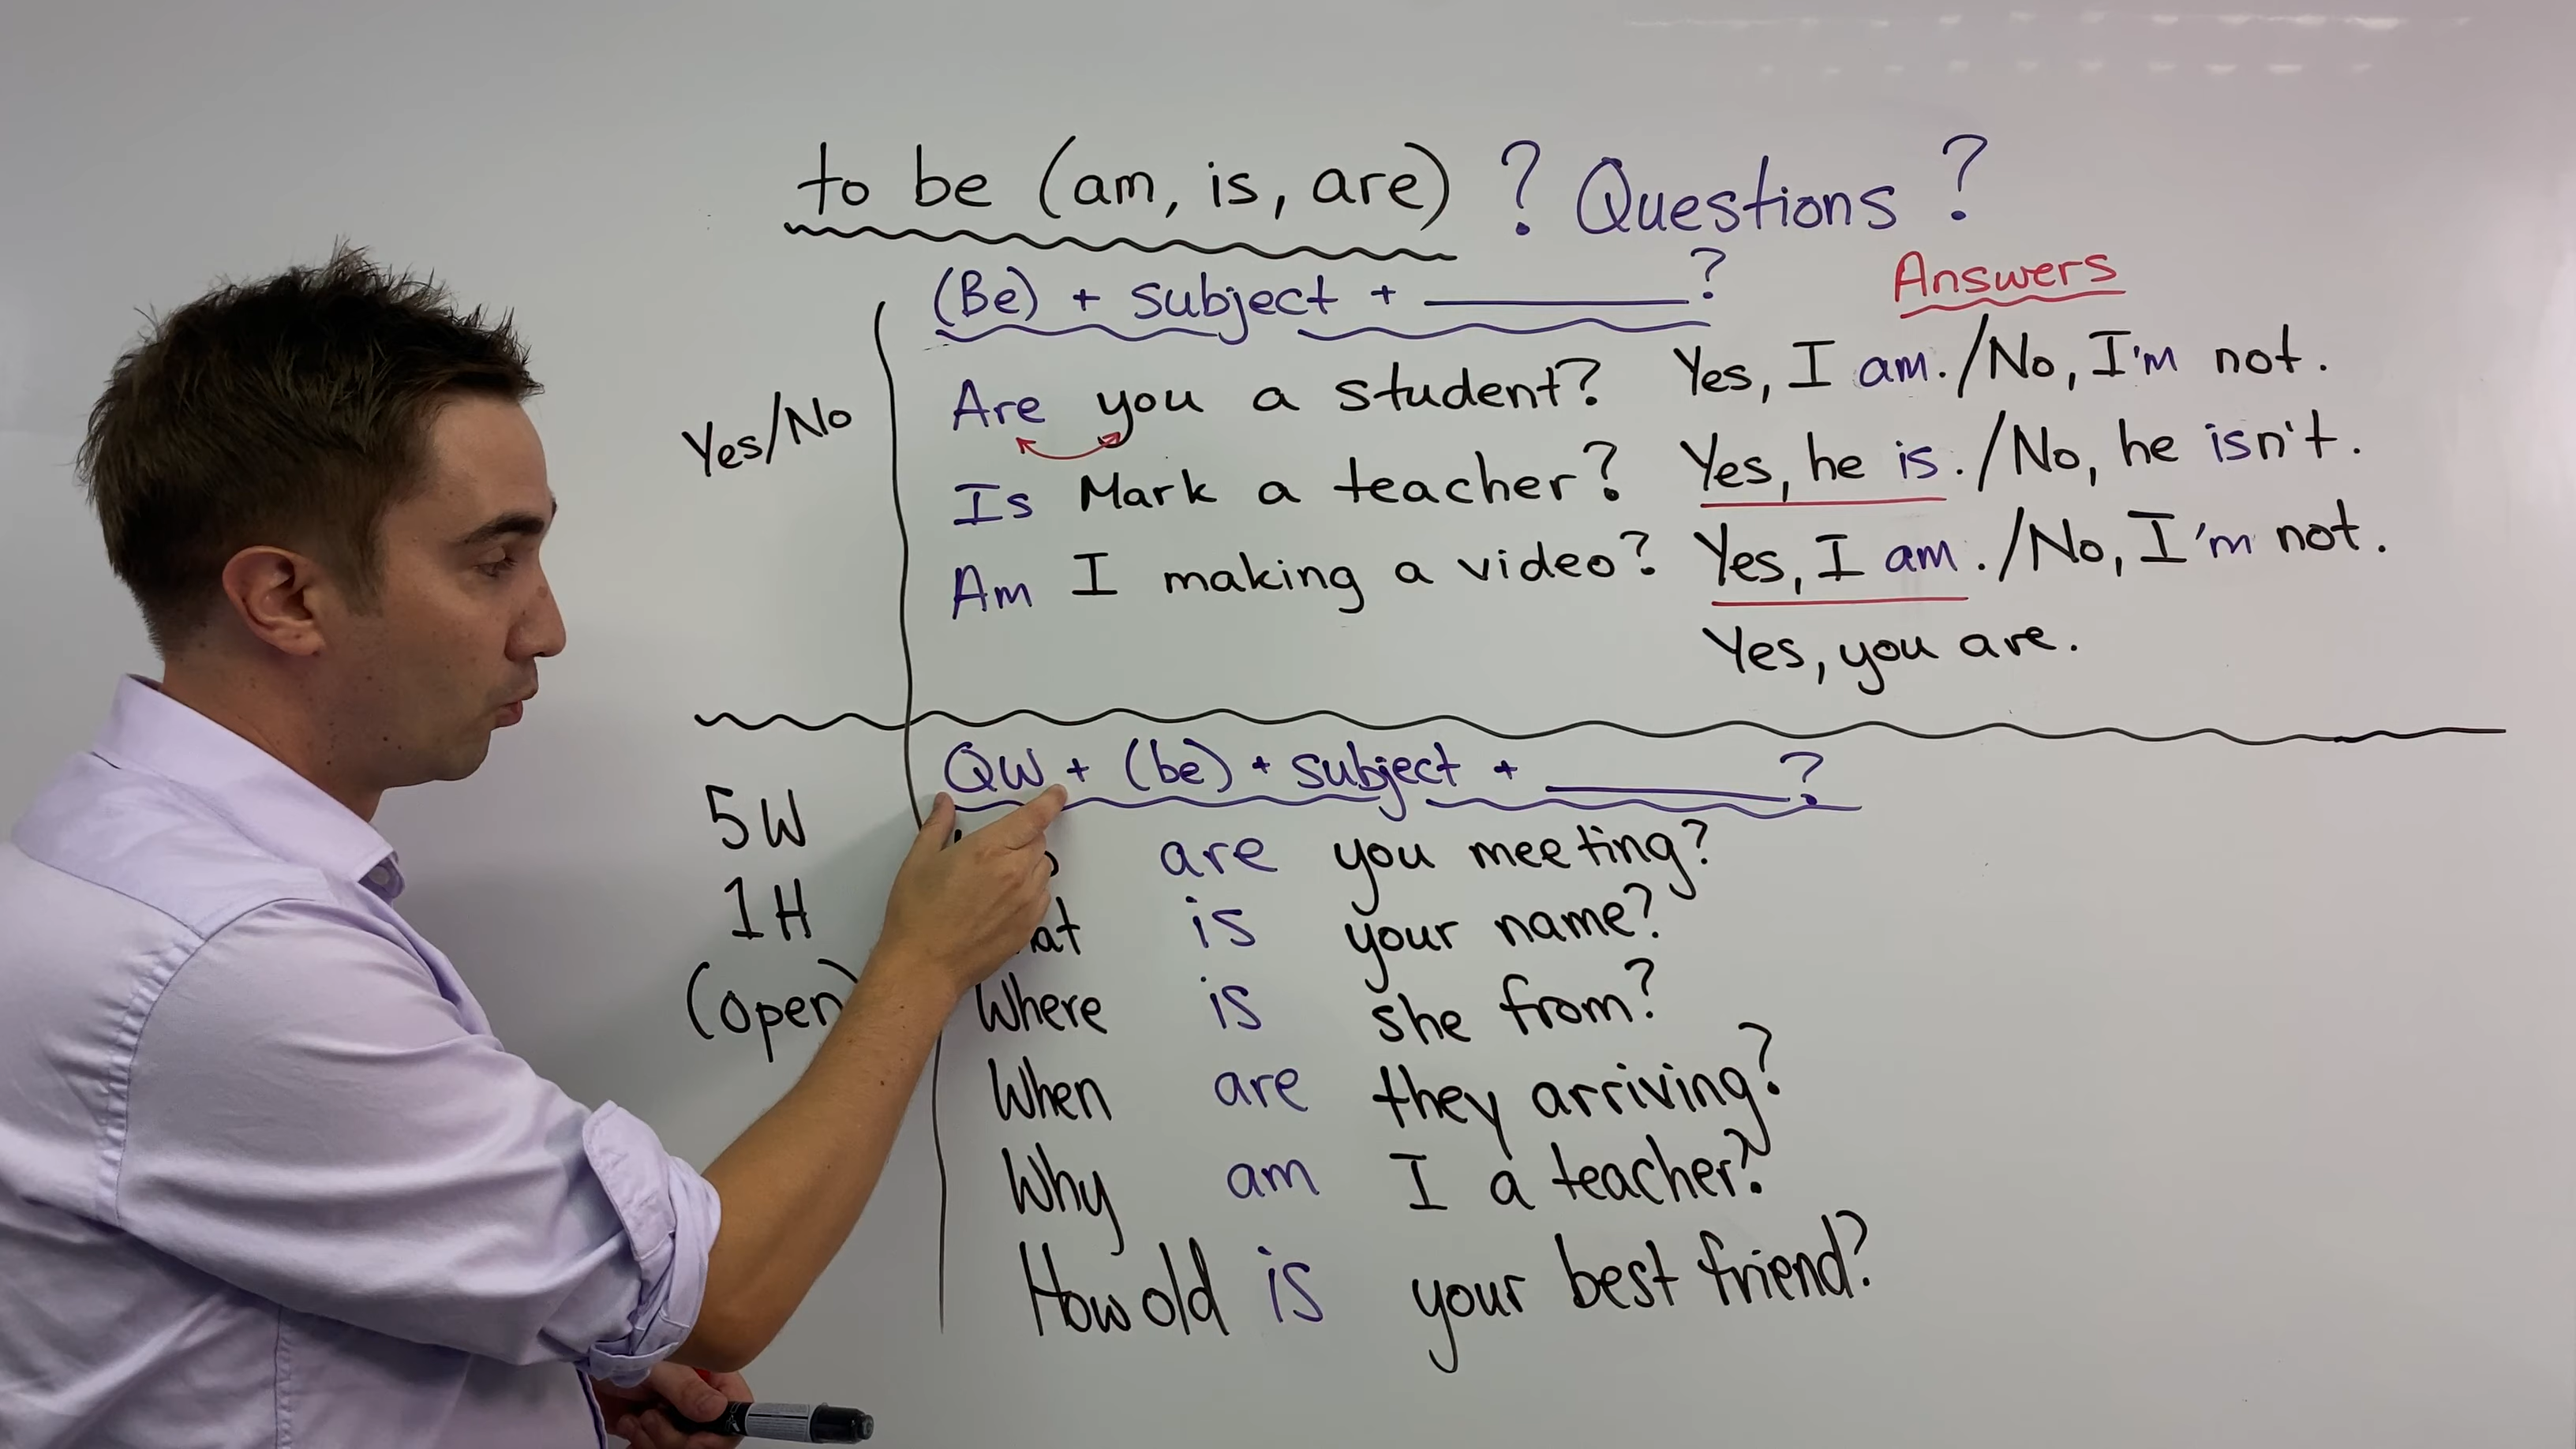 to be (am, is, are) ? Questions ?
(Be) + subject + ________?
Answers
Yes/No
Are you a student? Yes, I am. / No, I'm not.
Is Mark a teacher? Yes, he is. / No, he isn't.
Am I making a video? Yes, I am. / No, I'm not.
Yes, you are.
QW + (be) + subject + ________?
5W
1H
(open)
are you meeting?
is your name?
Where is she from?
When are they arriving?
Why am I a teacher?
How old is your best friend?